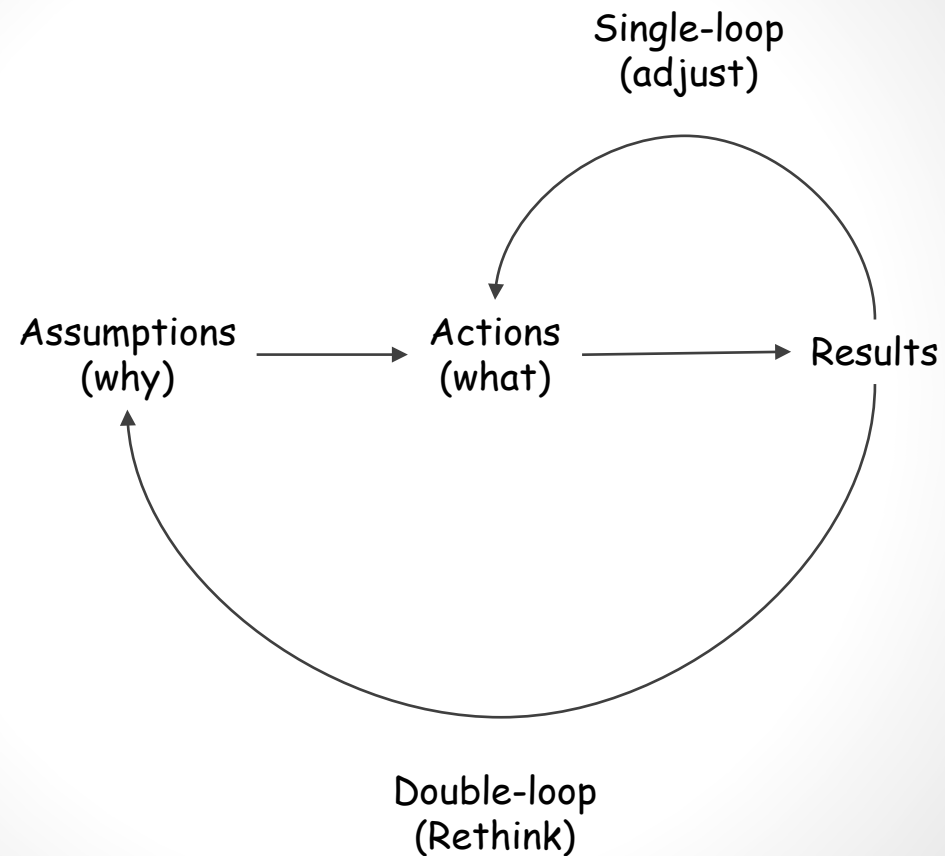 Single-loop
(adjust)
Assumptions
(why)
Actions
(what)
Results
Double-loop
(Rethink)